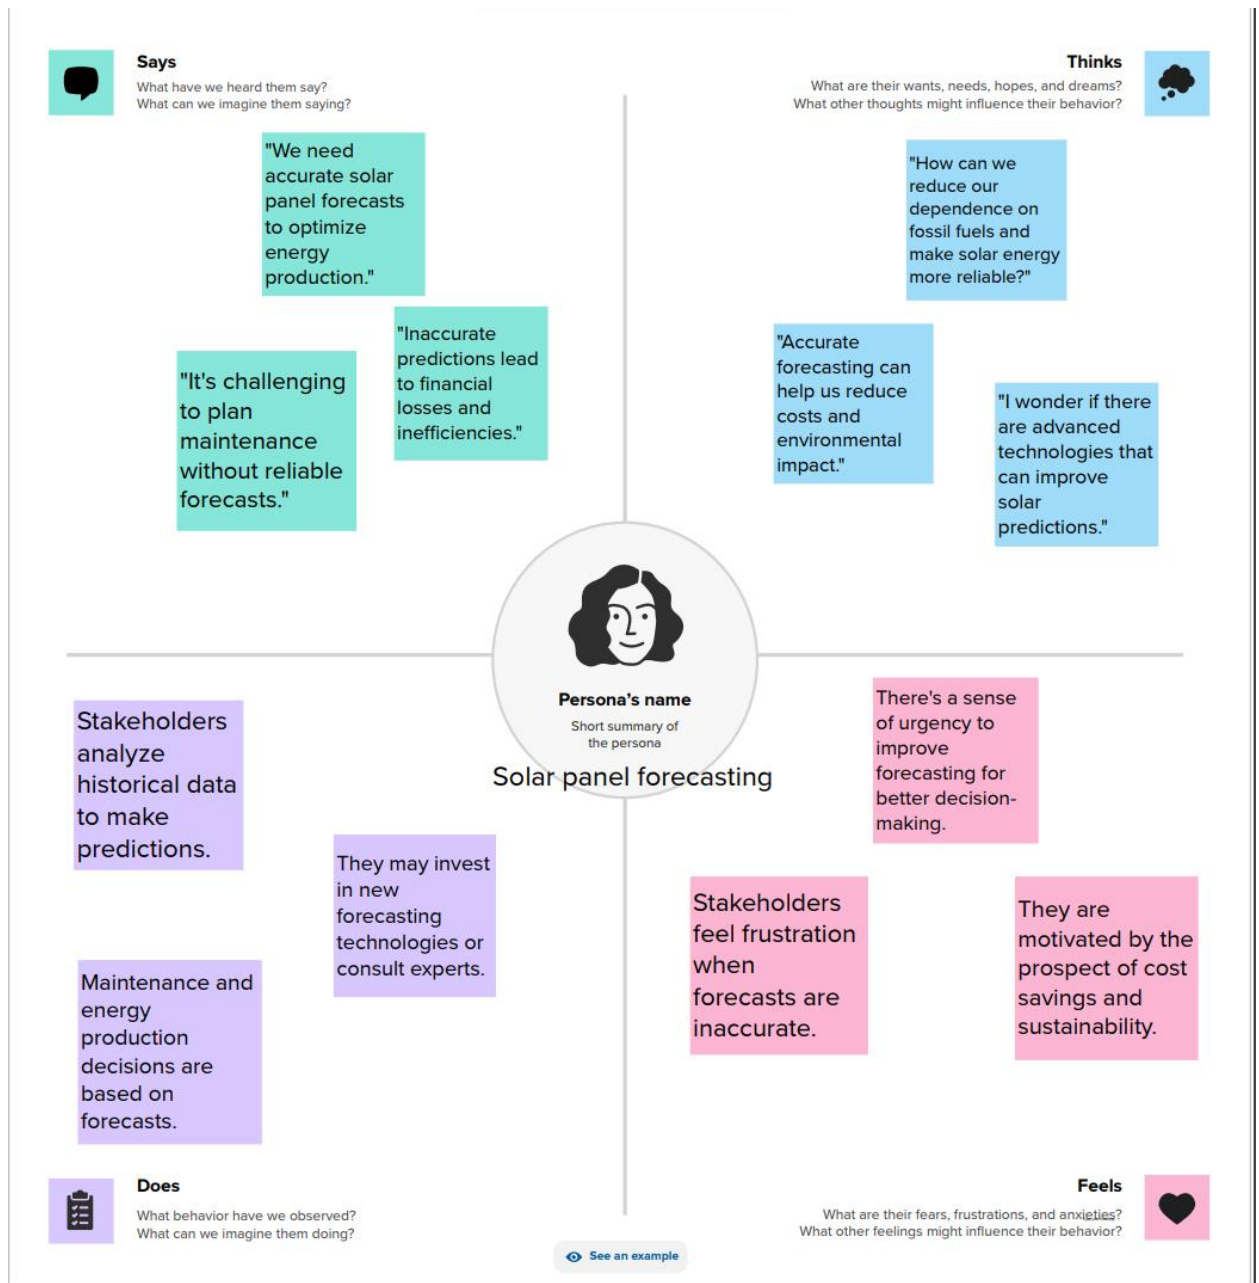 Says
What have we heard them say?
What can we imagine them saying?
"We need
accurate solar
panel forecasts
to optimize
energy
production."
"Inaccurate
predictions lead
to financial
losses and
inefficiencies."
"It's challenging
to plan
maintenance
without reliable
forecasts."
Thinks
What are their wants, needs, hopes, and dreams?
What other thoughts might influence their behavior?
"How can we
reduce our
dependence on
fossil fuels and
make solar energy
more reliable?"
"Accurate
forecasting can
help us reduce
costs and
environmental
impact."
"I wonder if there
are advanced
technologies that
can improve
solar
predictions."
Persona's name
Short summary of
the persona
Solar panel forecasting
Stakeholders
analyze
historical data
to make
predictions.
They may invest
in new
forecasting
technologies or
consult experts.
Maintenance and
energy
production
decisions are
based on
forecasts.
Does
What behavior have we observed?
What can we imagine them doing?
There's a sense
of urgency to
improve
forecasting for
better decision-
making.
Stakeholders
feel frustration
when
forecasts are
inaccurate.
They are
motivated by the
prospect of cost
savings and
sustainability.
Feels
What are their fears, frustrations, and anxieties?
What other feelings might influence their behavior?
See an example